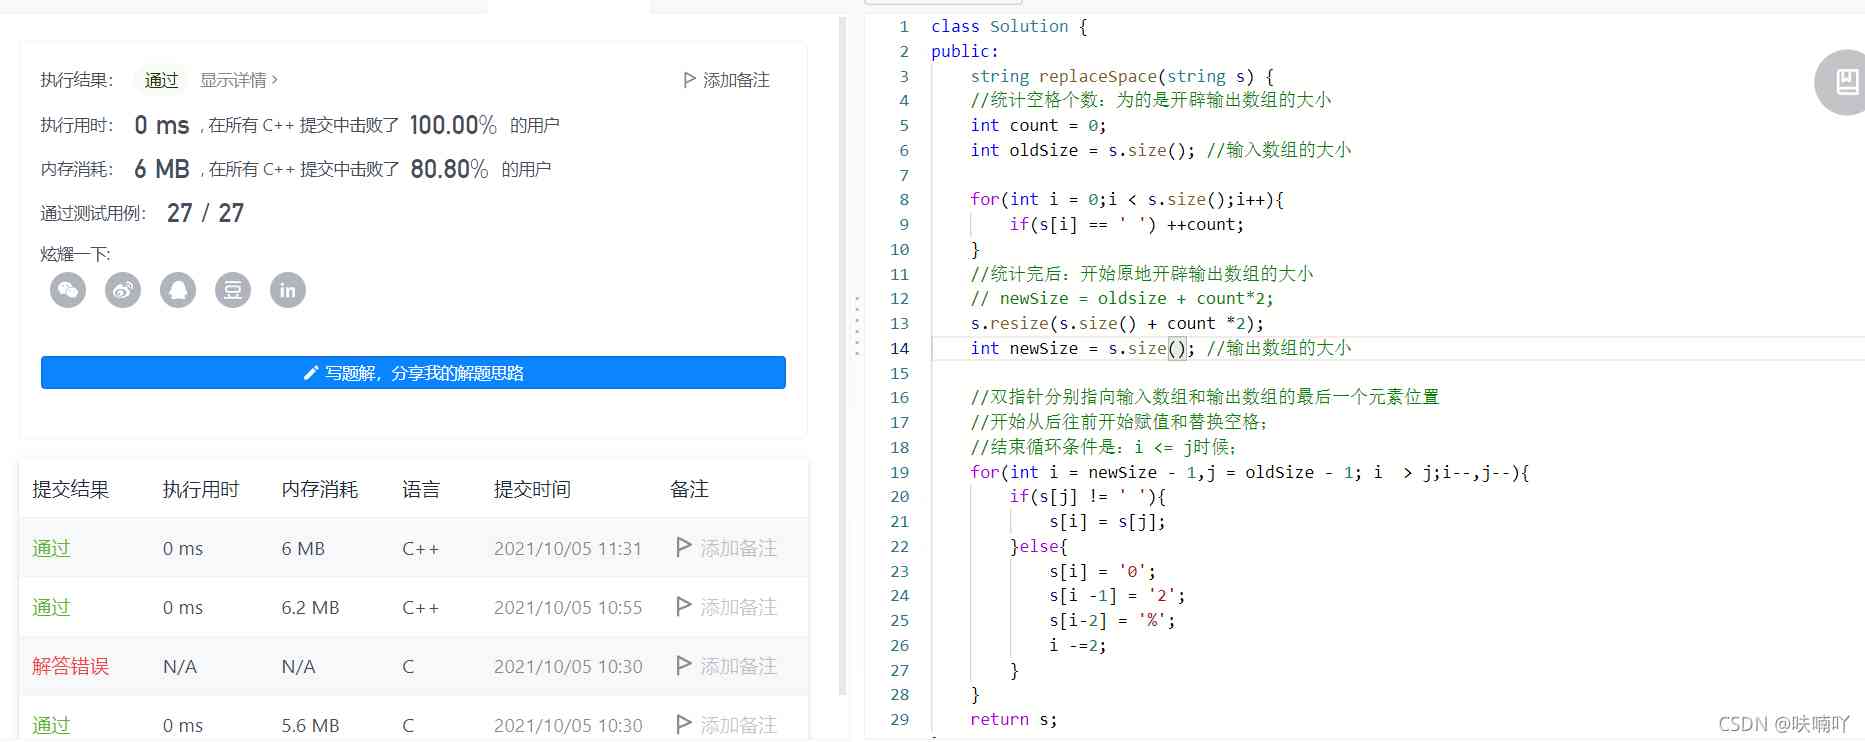 执行结果： 通过 显示详情 > 添加备注
执行用时： 0 ms , 在所有 C++ 提交中击败了 100.00% 的用户
内存消耗： 6 MB , 在所有 C++ 提交中击败了 80.80% 的用户
通过测试用例： 27 / 27
炫耀一下:
写题解，分享我的解题思路
提交结果 执行用时 内存消耗 语言 提交时间 备注
通过 0 ms 6 MB C++ 2021/10/05 11:31 添加备注
通过 0 ms 6.2 MB C++ 2021/10/05 10:55 添加备注
解答错误 N/A N/A C 2021/10/05 10:30 添加备注
通过 0 ms 5.6 MB C 2021/10/05 10:30 添加备注
1 class Solution {
2 public:
3 string replaceSpace(string s) {
4 //统计空格个数：为的是开辟输出数组的大小
5 int count = 0;
6 int oldSize = s.size(); //输入数组的大小
7
8 for(int i = 0;i < s.size();i++){
9 if(s[i] == ' ') ++count;
10 }
11 //统计完后：开始原地开辟输出数组的大小
12 // newSize = oldsize + count*2;
13 s.resize(s.size() + count *2);
14 int newSize = s.size(); //输出数组的大小
15
16 //双指针分别指向输入数组和输出数组的最后一个元素位置
17 //开始从后往前开始赋值和替换空格；
18 //结束循环条件是：i <= j时候；
19 for(int i = newSize - 1,j = oldSize - 1; i  > j;i--,j--){
20 if(s[j] != ' '){
21 s[i] = s[j];
22 }else{
23 s[i] = '0';
24 s[i -1] = '2';
25 s[i-2] = '%';
26 i -=2;
27 }
28 }
29 return s;
CSDN @呋喃吖